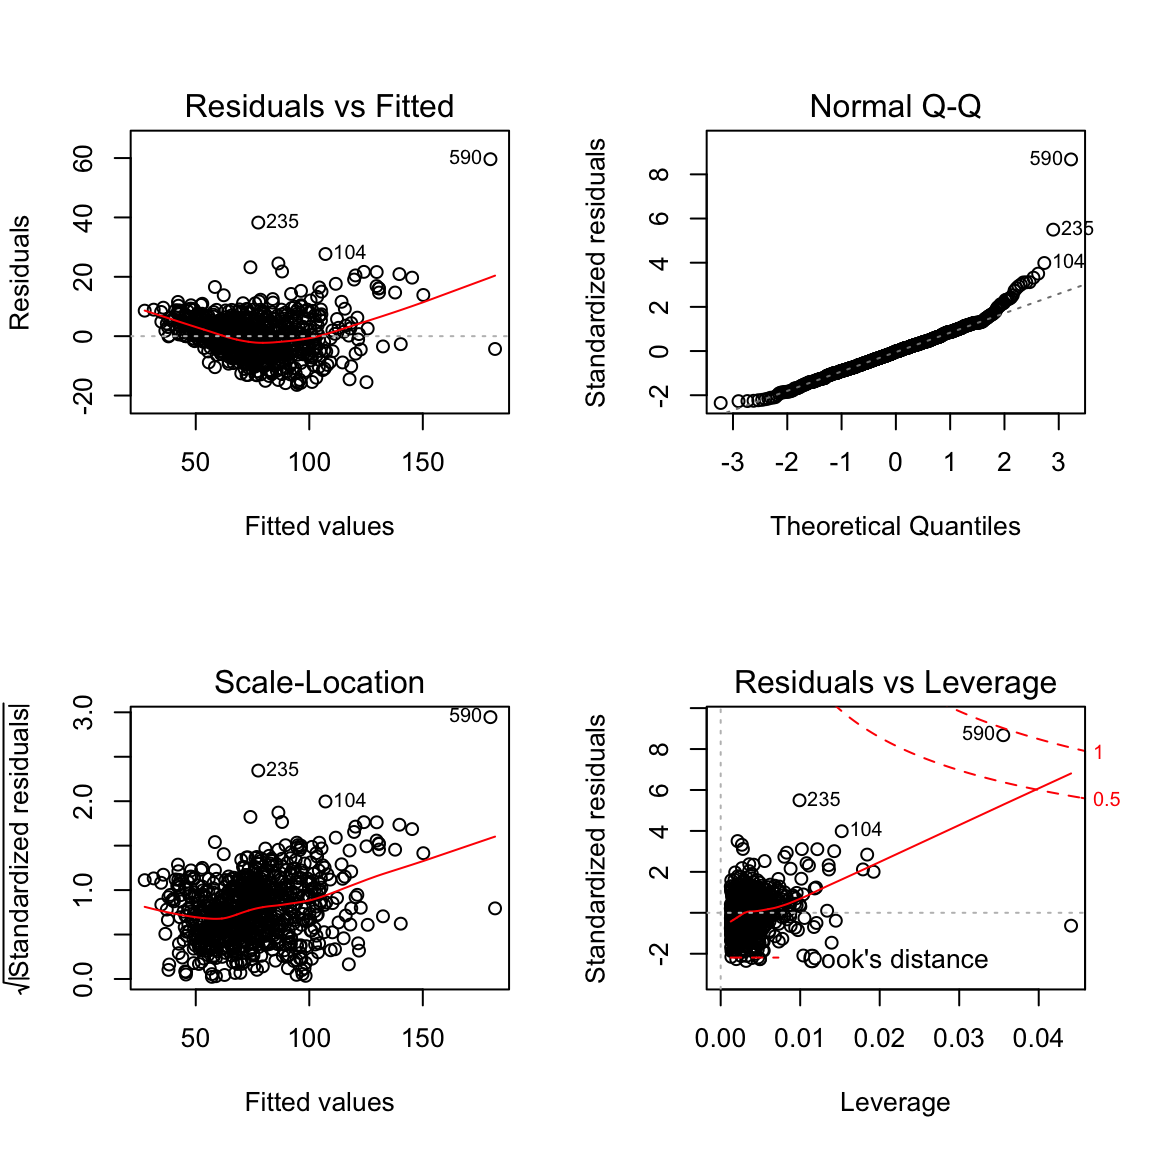 Residuals vs Fitted
Residuals
-20 0 20 40 60
590
235
104
50 100 150
Fitted values
Normal Q-Q
Standardized residuals
-2 0 2 4 6 8
590
235
104
-3 -2 -1 0 1 2 3
Theoretical Quantiles
Scale-Location
√|Standardized residuals|
0.0 1.0 2.0 3.0
590
235
104
50 100 150
Fitted values
Residuals vs Leverage
Standardized residuals
-2 2 4 6 8
590
1
0.5
235
104
Cook's distance
0.00 0.01 0.02 0.03 0.04
Leverage